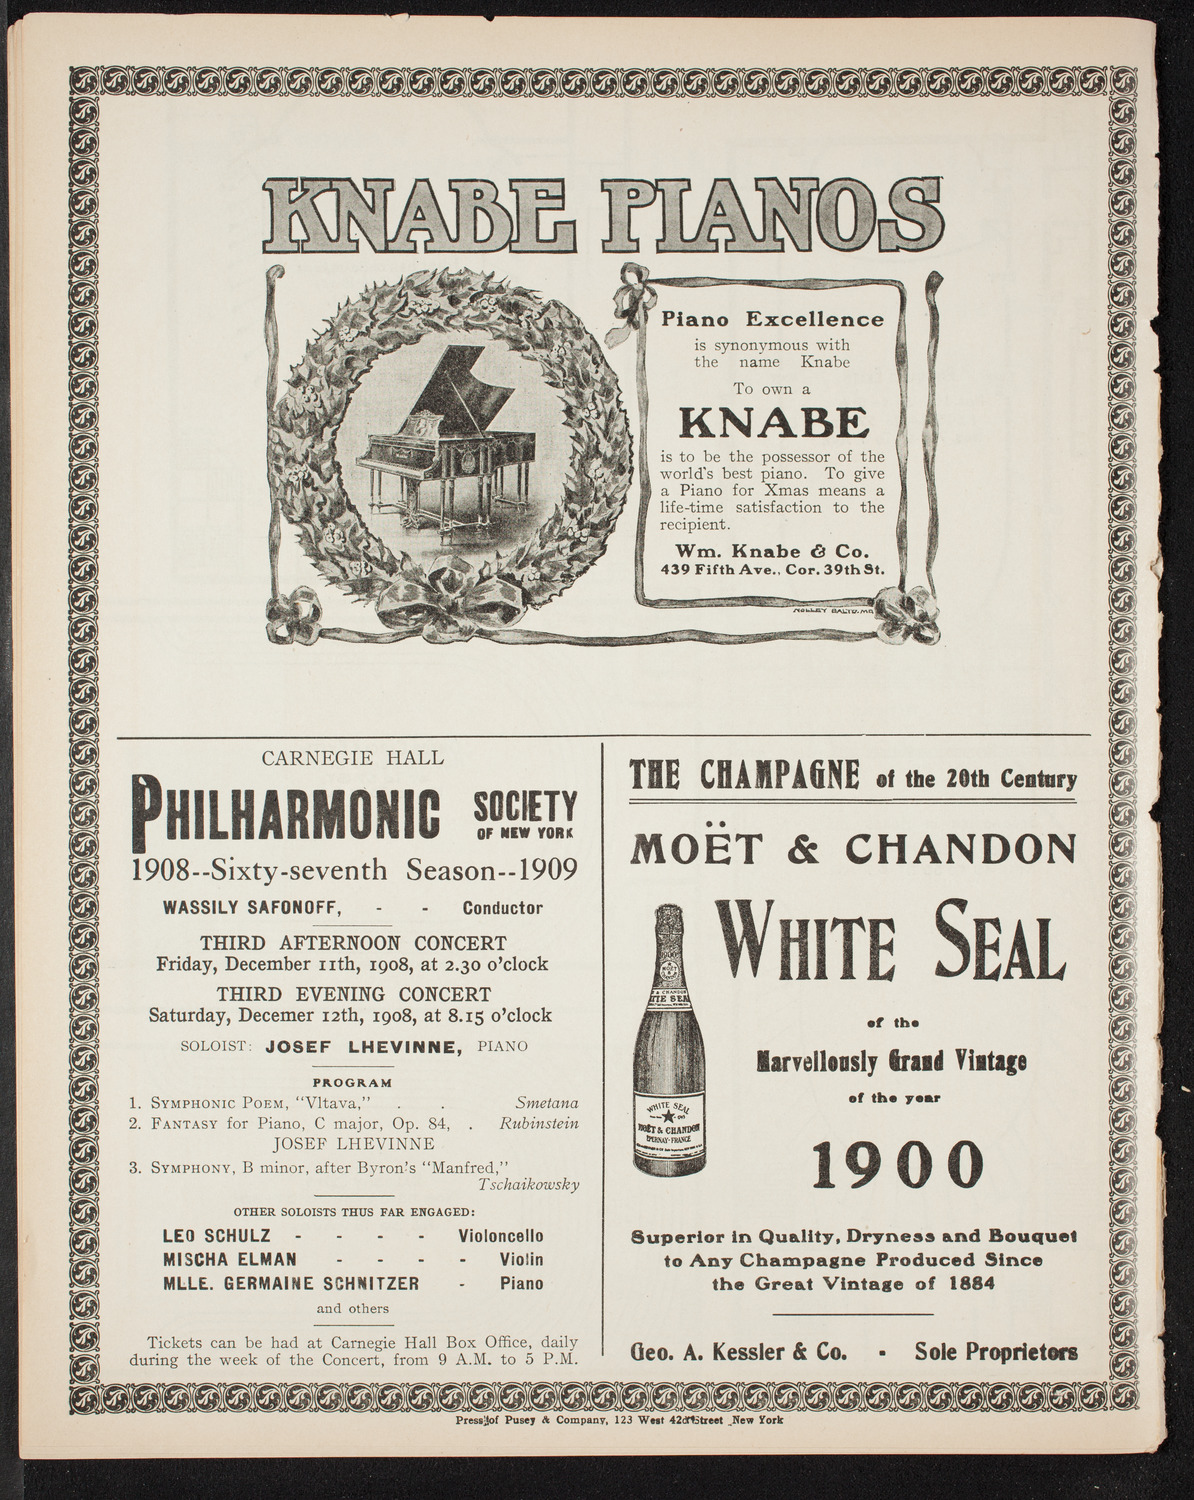 KNABE PIANOS
Piano Excellence
is synonymous with
the name Knabe
To own a
KNABE
is to be the possessor of the
world's best piano. To give
a Piano for Xmas means a
life-time satisfaction to the
recipient.
Wm. Knabe & Co.
439 Fifth Ave., Cor. 39th St.
NOLLEY BALTO. MD.
CARNEGIE HALL
PHILHARMONIC SOCIETY
OF NEW YORK
1908--Sixty-seventh Season--1909
WASSILY SAFONOFF, - - Conductor
THIRD AFTERNOON CONCERT
Friday, December 11th, 1908, at 2.30 o'clock
THIRD EVENING CONCERT
Saturday, Decemer 12th, 1908, at 8.15 o'clock
SOLOIST: JOSEF LHEVINNE, PIANO
PROGRAM
1. SYMPHONIC POEM, "Vltava," . . Smetana
2. FANTASY for Piano, C major, Op. 84, . Rubinstein
JOSEF LHEVINNE
3. SYMPHONY, B minor, after Byron's "Manfred,"
Tschaikowsky
OTHER SOLOISTS THUS FAR ENGAGED:
LEO SCHULZ - - - - Violoncello
MISCHA ELMAN - - - - Violin
MLLE. GERMAINE SCHNITZER - Piano
and others
Tickets can be had at Carnegie Hall Box Office, daily
during the week of the Concert, from 9 A.M. to 5 P.M.
THE CHAMPAGNE of the 20th Century
MOËT & CHANDON
WHITE SEAL
WHITE SEAL
MOËT & CHANDON
EPERNAY-FRANCE
of the
Marvellously Grand Vintage
of the year
1900
Superior in Quality, Dryness and Bouquet
to Any Champagne Produced Since
the Great Vintage of 1884
Geo. A. Kessler & Co. - Sole Proprietors
Press of Pusey & Company, 123 West 42d Street New York